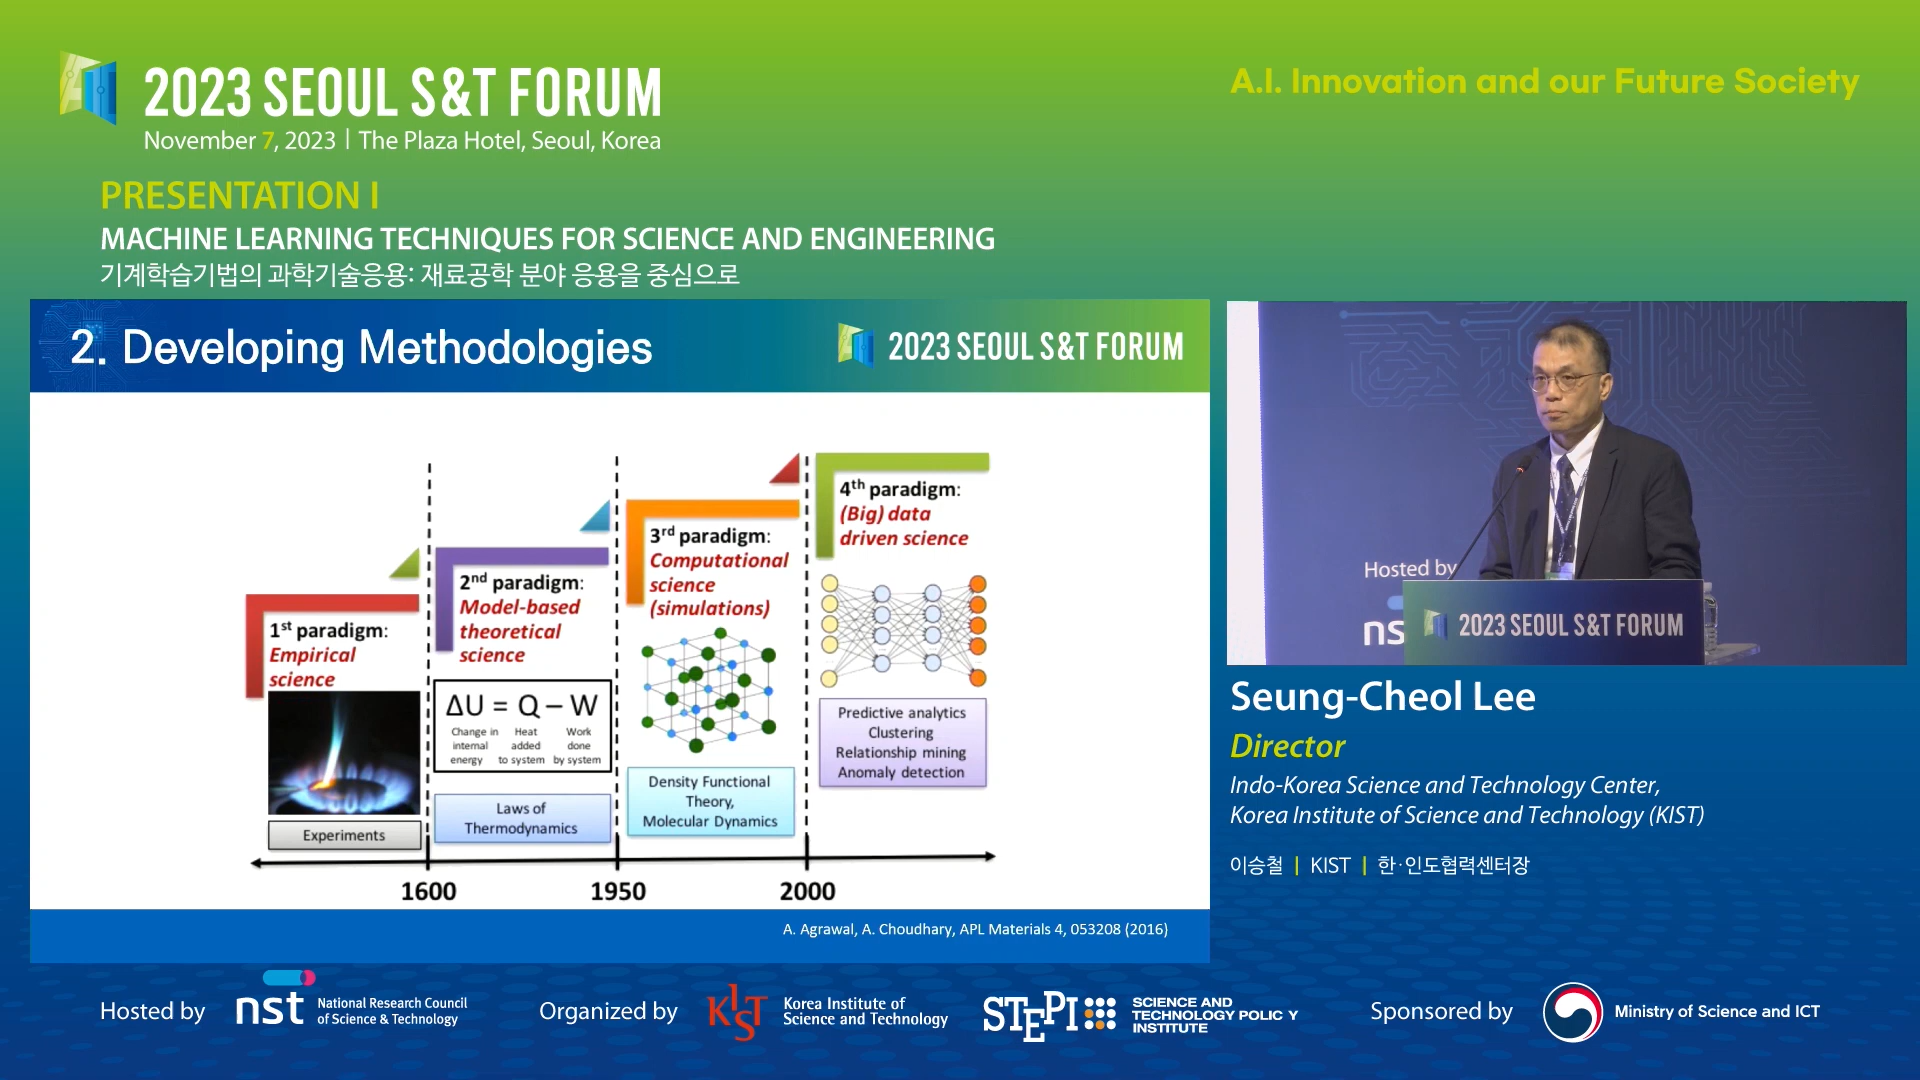 2023 SEOUL S&T FORUM
November 7, 2023 | The Plaza Hotel, Seoul, Korea
A.I. Innovation and our Future Society
PRESENTATION I
MACHINE LEARNING TECHNIQUES FOR SCIENCE AND ENGINEERING
기계학습기법의 과학기술응용: 재료공학 분야 응용을 중심으로
2. Developing Methodologies
2023 SEOUL S&T FORUM
1st paradigm:
Empirical
science
Experiments
2nd paradigm:
Model-based
theoretical
science
ΔU = Q – W
Change in internal energy
Heat added to system
Work done by system
Laws of
Thermodynamics
3rd paradigm:
Computational
science
(simulations)
Density Functional
Theory,
Molecular Dynamics
4th paradigm:
(Big) data
driven science
Predictive analytics
Clustering
Relationship mining
Anomaly detection
1600
1950
2000
A. Agrawal, A. Choudhary, APL Materials 4, 053208 (2016)
Hosted by
ns
2023 SEOUL S&T FORUM
Seung-Cheol Lee
Director
Indo-Korea Science and Technology Center,
Korea Institute of Science and Technology (KIST)
이승철 | KIST | 한·인도협력센터장
Hosted by
nst
National Research Council
of Science & Technology
Organized by
KIST
Korea Institute of
Science and Technology
STEPI
SCIENCE AND
TECHNOLOGY POLICY
INSTITUTE
Sponsored by
Ministry of Science and ICT